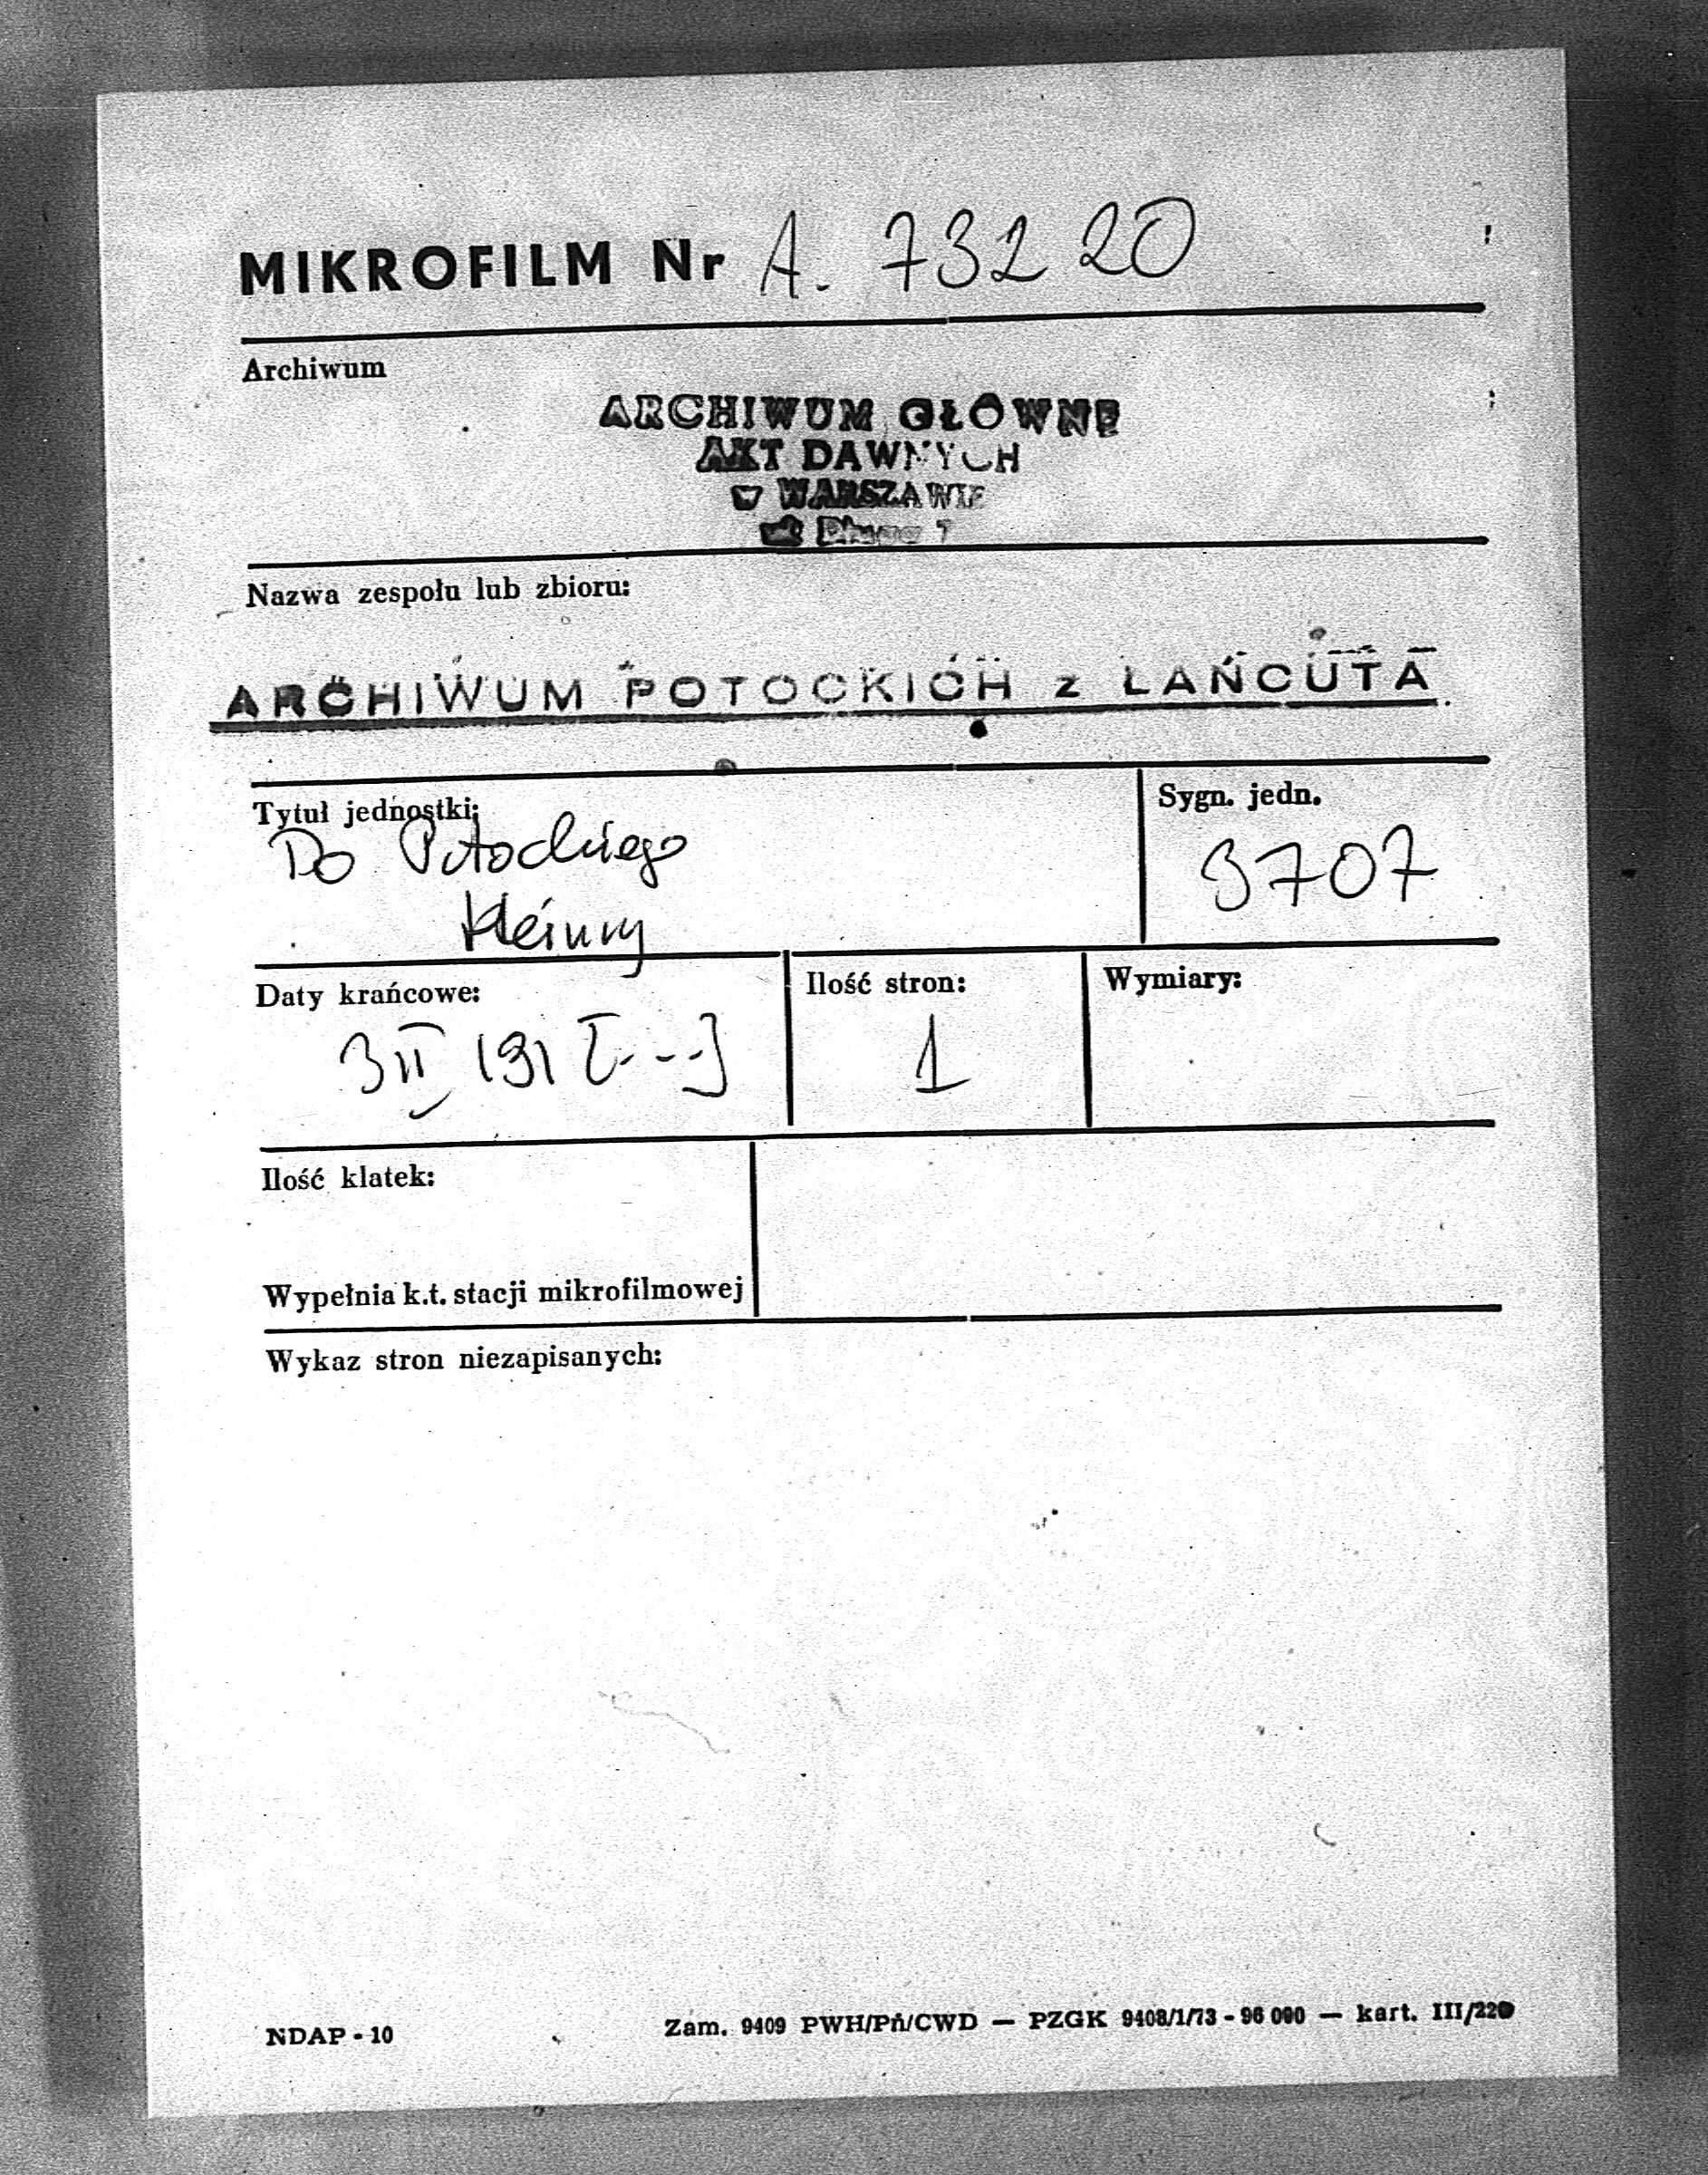 MIKROFILM Nr A. 73220
Archiwum
ARCHIWUM GŁÓWNE
AKT DAWNYCH
w WARSZAWIE
Nazwa zespołu lub zbioru:
ARCHIWUM POTOCKICH z ŁAŃCUTA
Tytuł jednostki:
Do Potockiego
Sygn. jedn.
3707
Daty krańcowe:
3 II 191 [---]
Ilość stron:
1
Wymiary:
Ilość klatek:
Wypełnia k.t. stacji mikrofilmowej
Wykaz stron niezapisanych:
NDAP - 10
Zam. 9409 PWH/Pń/CWD — PZGK 9408/1/73 - 96 000 — kart. III/220